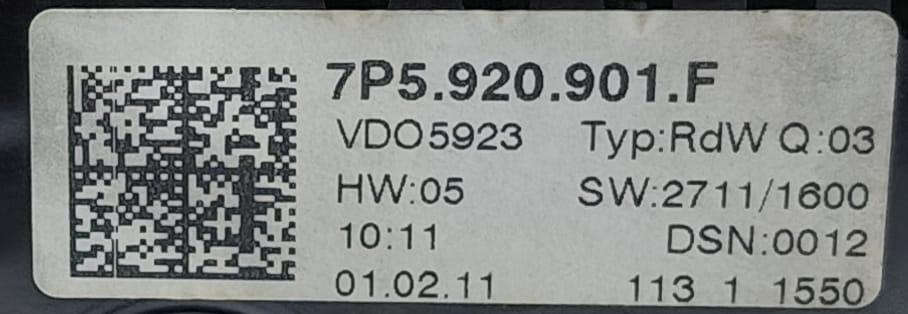 7P5.920.901.F
VDO5923 Typ:RdW Q:03
HW:05 SW:2711/1600
10:11 DSN:0012
01.02.11 113 1 1550